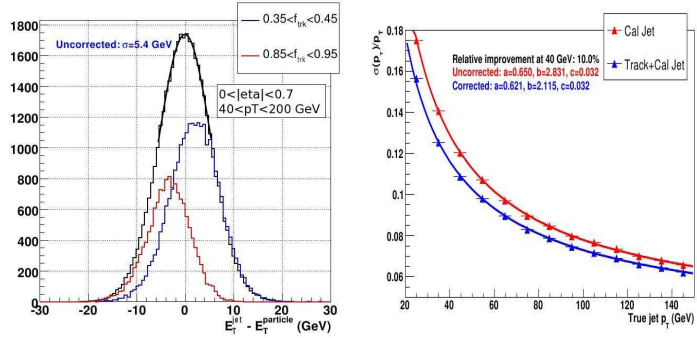 0.35<f_trk<0.45
0.85<f_trk<0.95
Uncorrected: σ=5.4 GeV
0<|eta|<0.7
40<pT<200 GeV
1800
1600
1400
1200
1000
800
600
400
200
0
-30 -20 -10 0 10 20 30
E_T^jet - E_T^particle (GeV)
Cal Jet
Track+Cal Jet
σ(p_T)/p_T
Relative improvement at 40 GeV: 10.0%
Uncorrected: a=0.650, b=2.831, c=0.032
Corrected: a=0.621, b=2.115, c=0.032
0.18
0.16
0.14
0.12
0.1
0.08
0.06
20 40 60 80 100 120 140
True jet p_T (GeV)